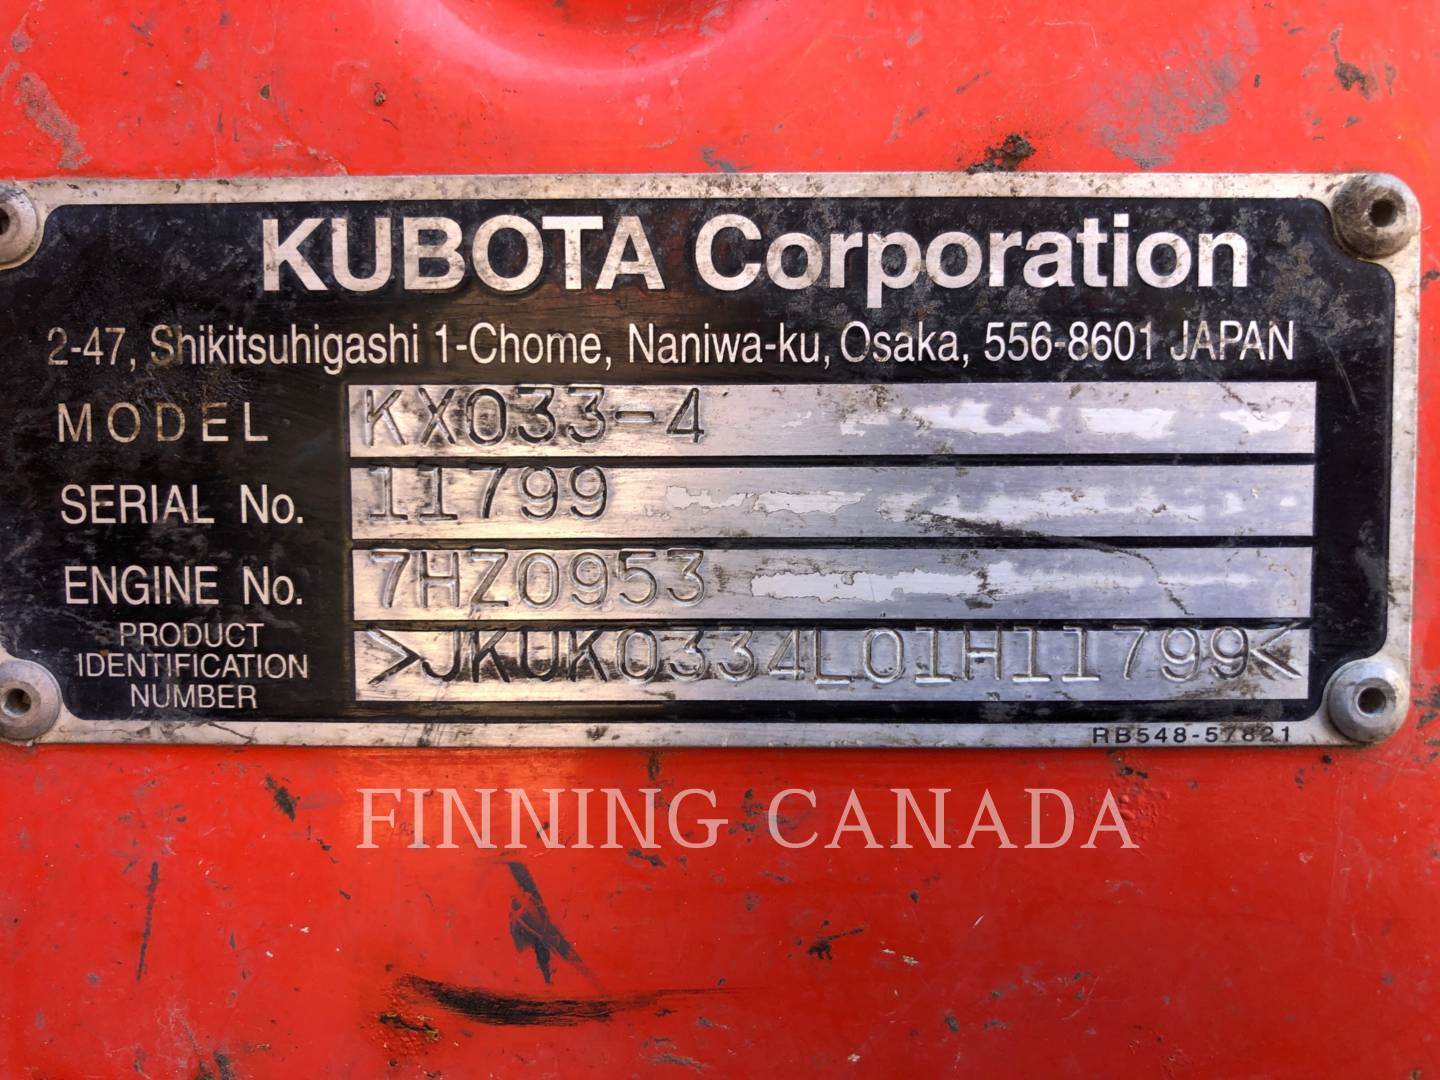 KUBOTA Corporation
2-47, Shikitsuhigashi 1-Chome, Naniwa-ku, Osaka, 556-8601 JAPAN
MODEL KX033-4
SERIAL No. 11799
ENGINE No. 7HZ0953
PRODUCT
IDENTIFICATION
NUMBER
>JKUK0334L01H11799<
RB548-57821
FINNING CANADA